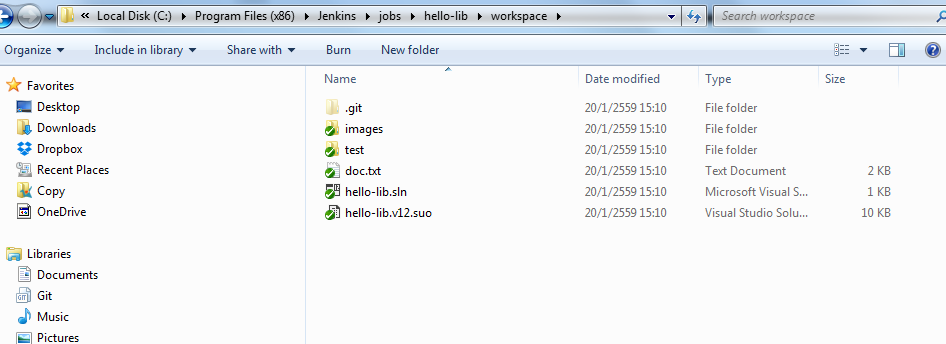 « Local Disk (C:) Program Files (x86) Jenkins jobs hello-lib workspace Search workspace
Organize Include in library Share with Burn New folder
Favorites
Desktop
Downloads
Dropbox
Recent Places
Copy
OneDrive
Libraries
Documents
Git
Music
Pictures
Name Date modified Type Size
.git 20/1/2559 15:10 File folder
images 20/1/2559 15:10 File folder
test 20/1/2559 15:10 File folder
doc.txt 20/1/2559 15:10 Text Document 2 KB
hello-lib.sln 20/1/2559 15:10 Microsoft Visual S... 1 KB
hello-lib.v12.suo 20/1/2559 15:10 Visual Studio Solu... 10 KB